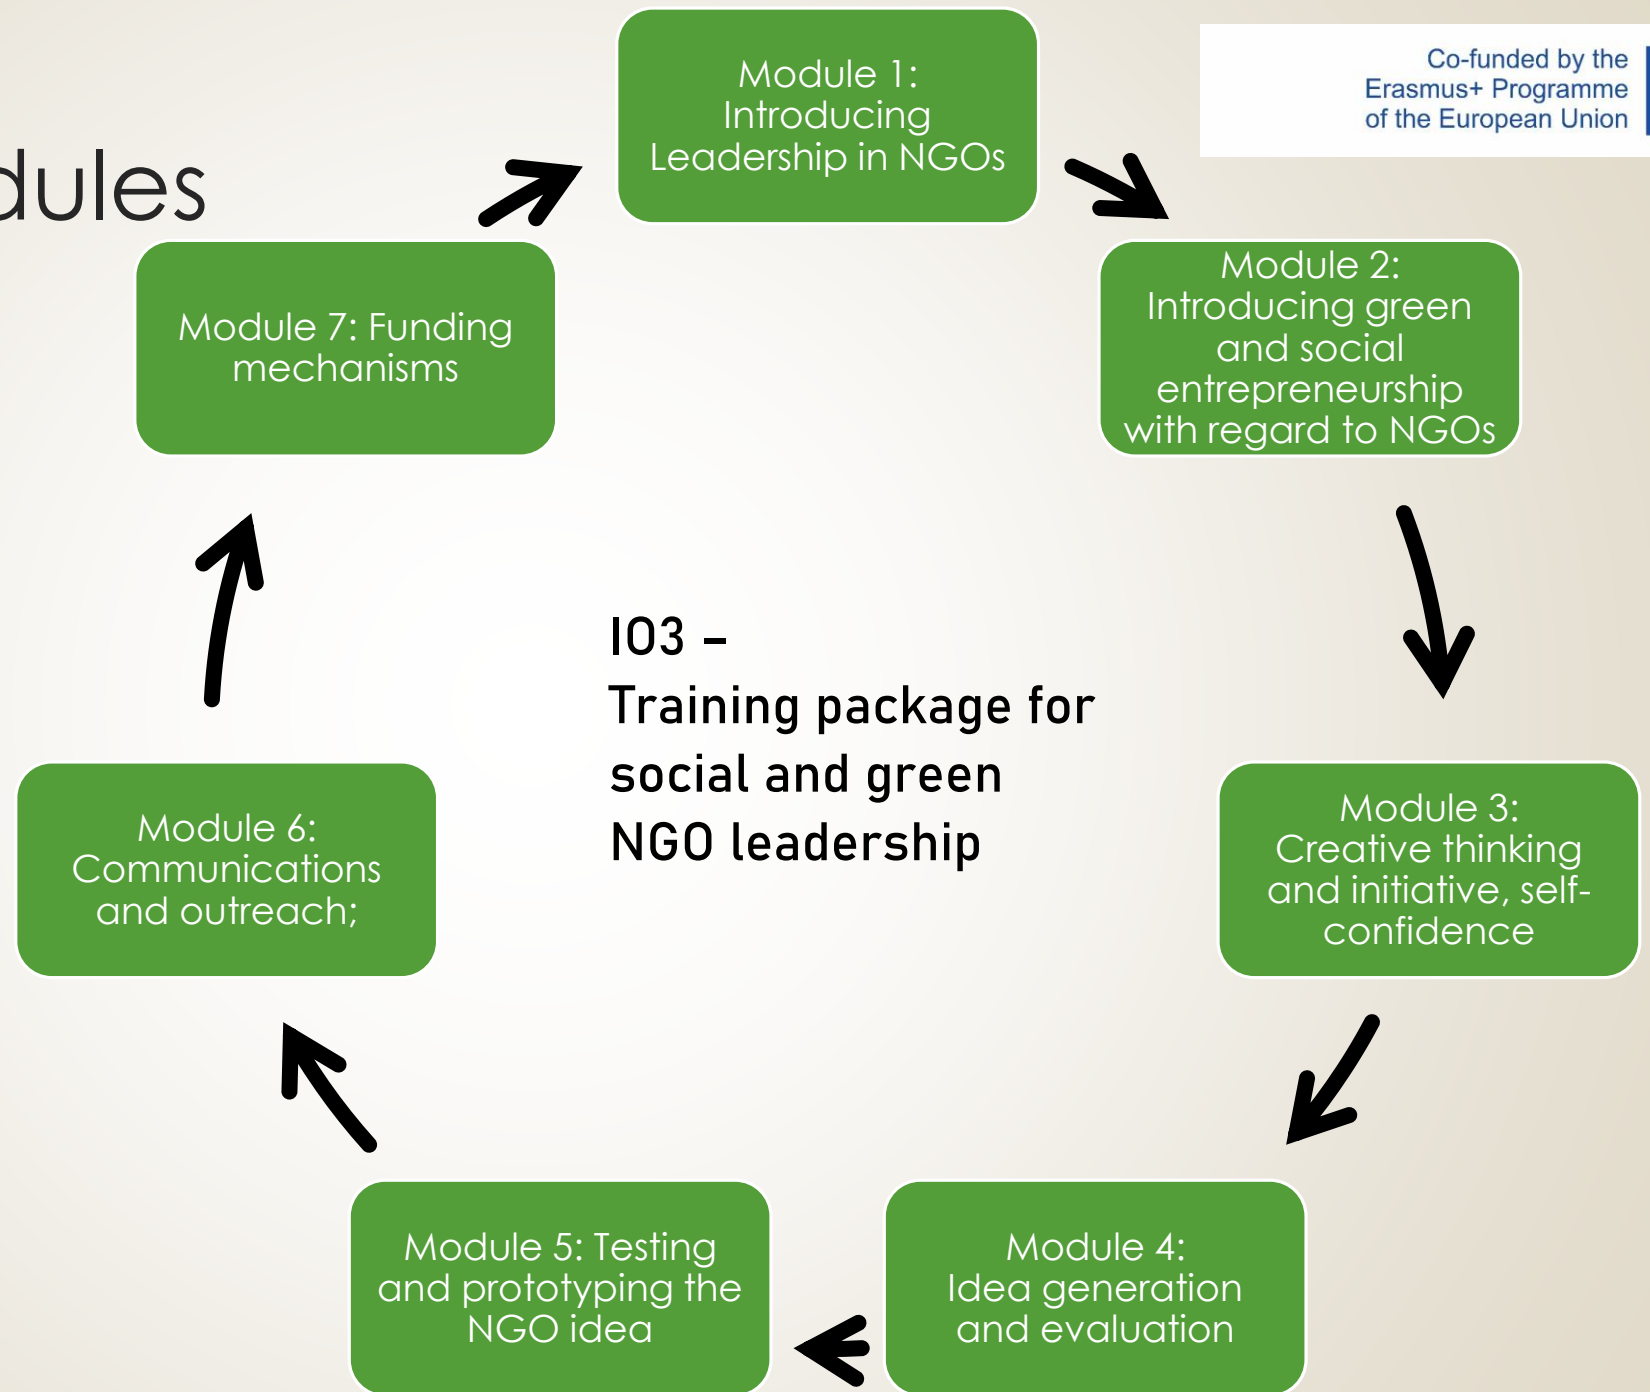 dules
Co-funded by the
Erasmus+ Programme
of the European Union
Module 1:
Introducing
Leadership in NGOs
Module 2:
Introducing green
and social
entrepreneurship
with regard to NGOs
Module 3:
Creative thinking
and initiative, self-
confidence
Module 4:
Idea generation
and evaluation
Module 5: Testing
and prototyping the
NGO idea
Module 6:
Communications
and outreach;
Module 7: Funding
mechanisms
IO3 –
Training package for
social and green
NGO leadership